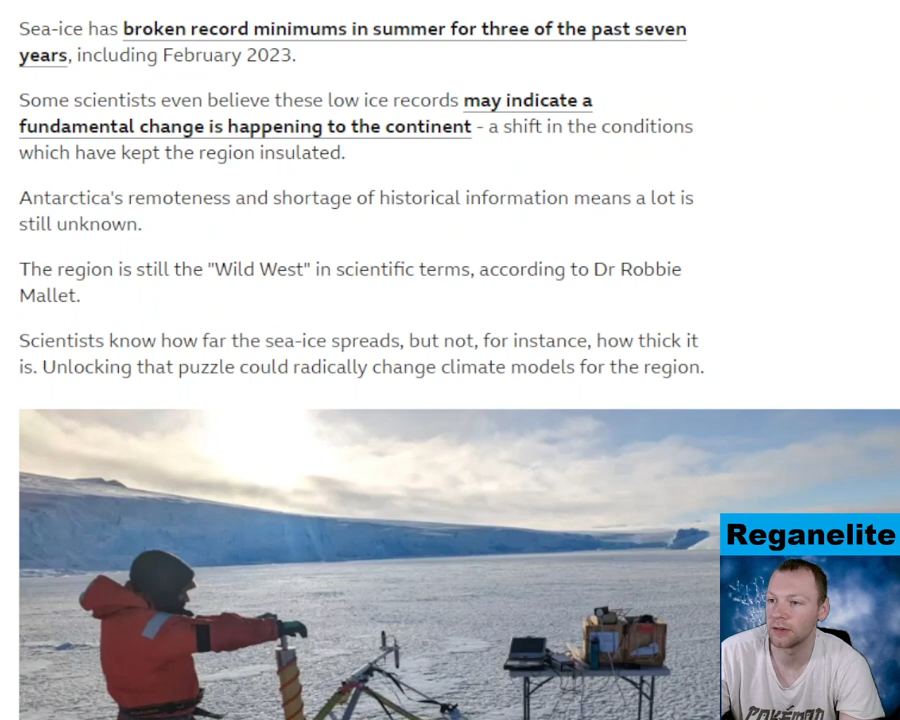 Sea-ice has broken record minimums in summer for three of the past seven
years, including February 2023.
Some scientists even believe these low ice records may indicate a
fundamental change is happening to the continent - a shift in the conditions
which have kept the region insulated.
Antarctica's remoteness and shortage of historical information means a lot is
still unknown.
The region is still the "Wild West" in scientific terms, according to Dr Robbie
Mallet.
Scientists know how far the sea-ice spreads, but not, for instance, how thick it
is. Unlocking that puzzle could radically change climate models for the region.
Reganelite
POKÉMON